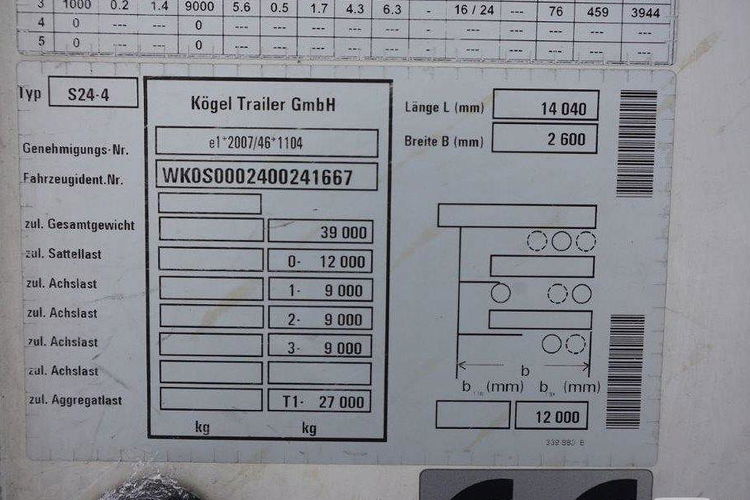 3 1000 0.2 1.4 9000 5.6 0.5 1.7 4.3 6.3 - 16 / 24 --- 76 459 3944
4 0 --- --- 0 --- --- --- --- --- - --- --- --- --- ---
5 0 --- --- 0 --- --- --- --- --- - --- --- --- --- ---
Typ S24-4
Kögel Trailer GmbH
Länge L (mm) 14 040
Genehmigungs-Nr. e1*2007/46*1104
Breite B (mm) 2 600
Fahrzeugident.Nr. WK0S0002400241667
zul. Gesamtgewicht 39 000
zul. Sattellast 0- 12 000
zul. Achslast 1- 9 000
zul. Achslast 2- 9 000
zul. Achslast 3- 9 000
zul. Achslast
zul. Aggregatlast T1- 27 000
kg kg
b
b (mm) b (mm)
12 000